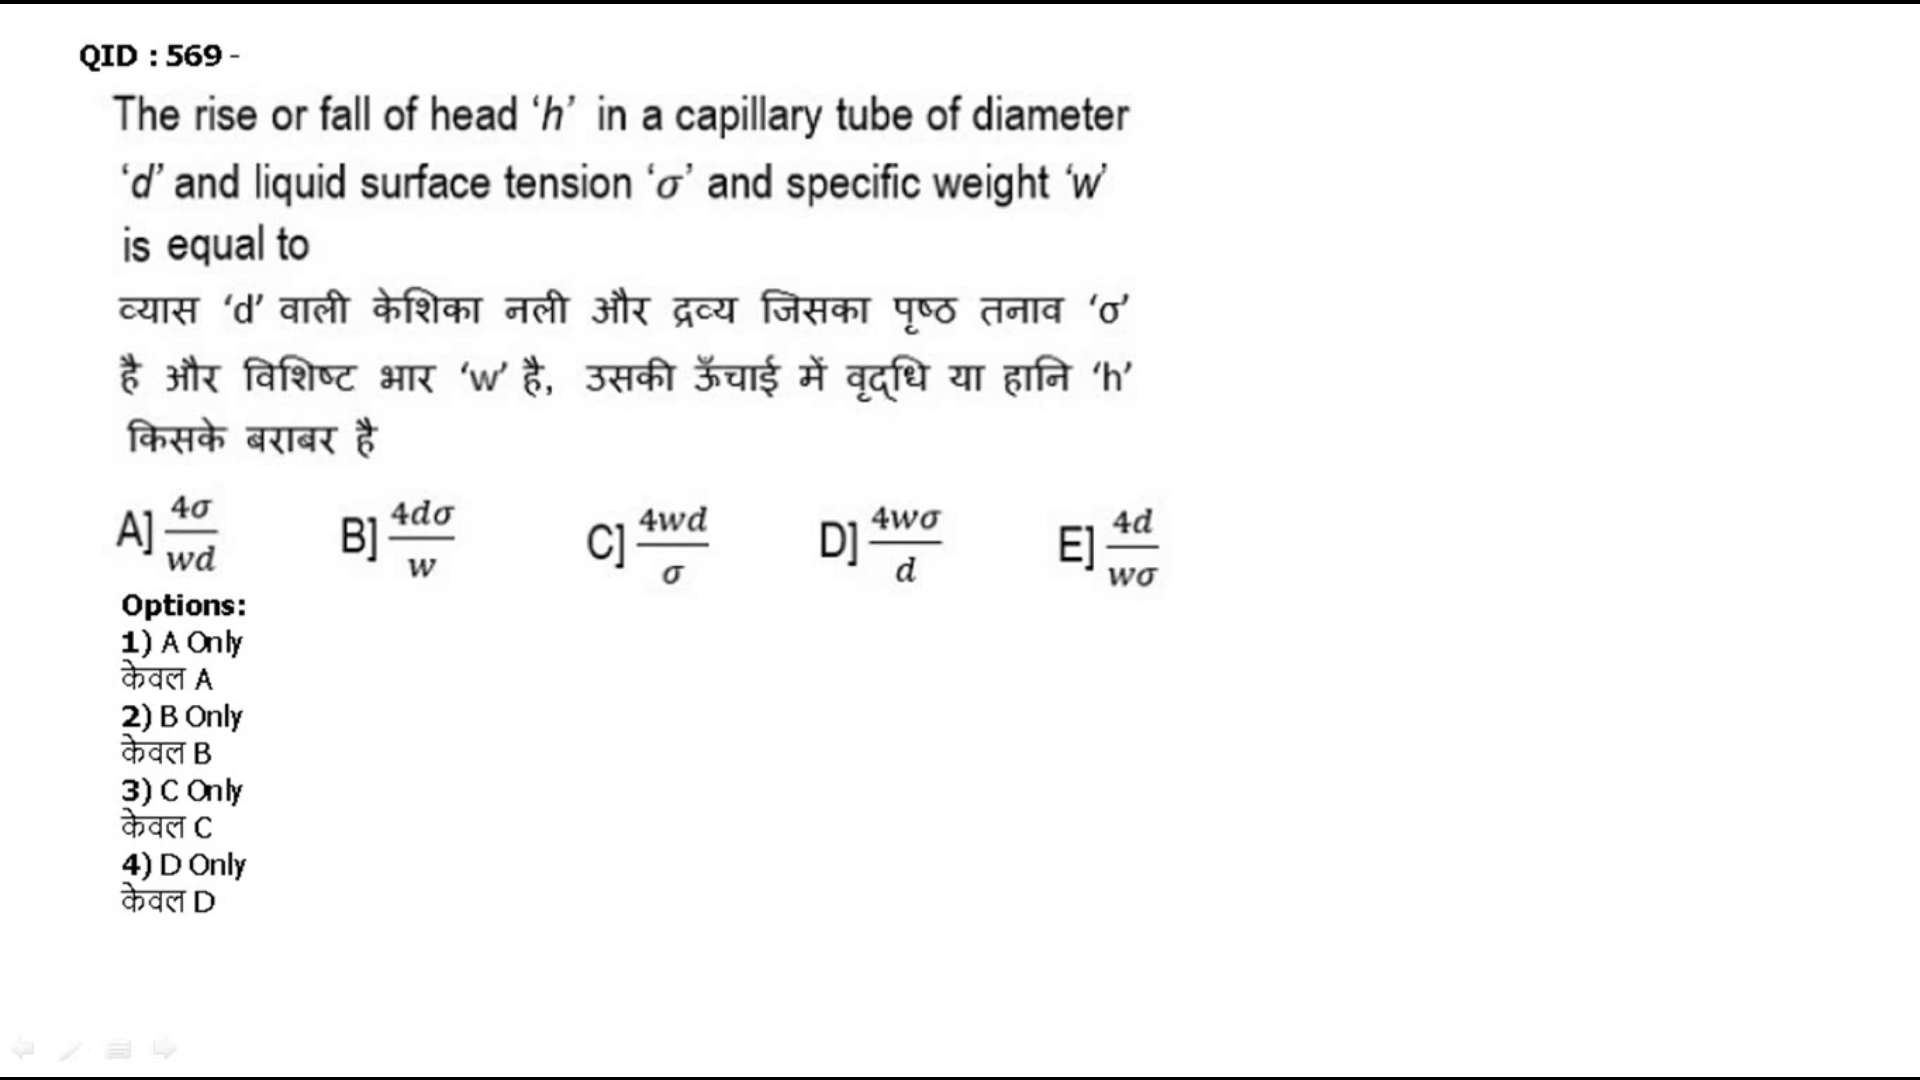 QID : 569 -
The rise or fall of head ‘h’ in a capillary tube of diameter
‘d’ and liquid surface tension ‘σ’ and specific weight ‘w’
is equal to
व्यास ‘d’ वाली केशिका नली और द्रव्य जिसका पृष्ठ तनाव ‘σ’
है और विशिष्ट भार ‘w’ है, उसकी ऊँचाई में वृद्धि या हानि ‘h’
किसके बराबर है
A] 4σ/wd B] 4dσ/w C] 4wd/σ D] 4wσ/d E] 4d/wσ
Options:
1) A Only
केवल A
2) B Only
केवल B
3) C Only
केवल C
4) D Only
केवल D